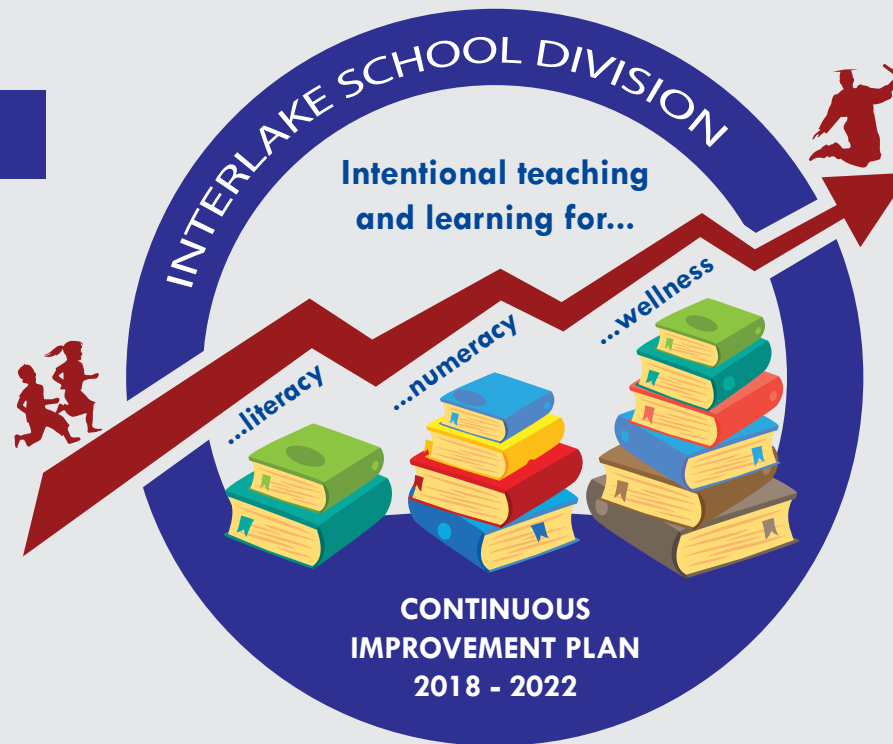 INTERLAKE SCHOOL DIVISION
Intentional teaching
and learning for...
...literacy
...numeracy
...wellness
CONTINUOUS
IMPROVEMENT PLAN
2018 - 2022